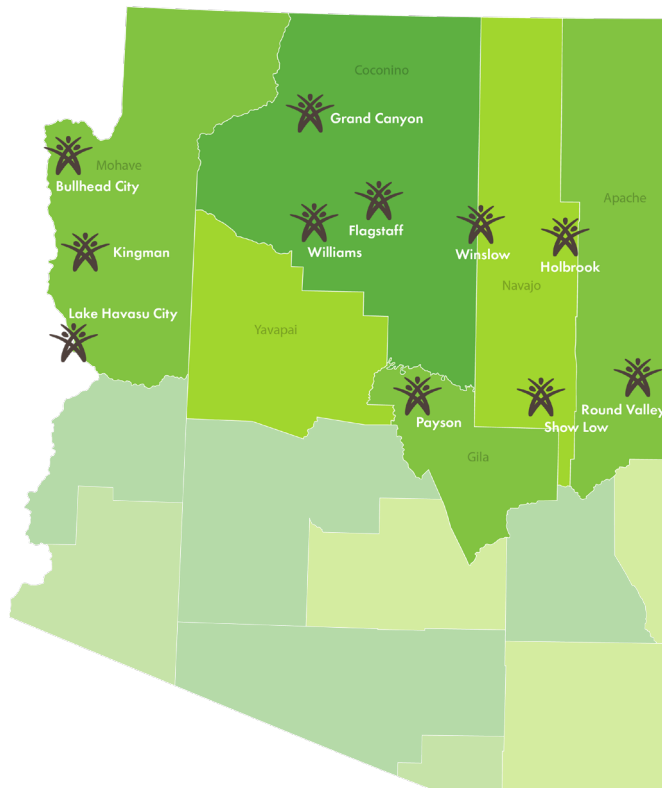 Coconino
Grand Canyon
Mohave
Bullhead City
Apache
Flagstaff
Williams
Winslow
Kingman
Holbrook
Navajo
Lake Havasu City
Yavapai
Round Valley
Payson
Show Low
Gila